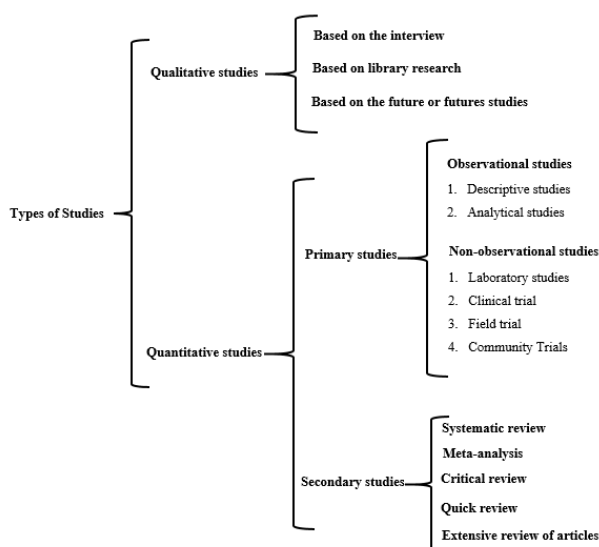 Types of Studies
Qualitative studies
Based on the interview
Based on library research
Based on the future or futures studies
Quantitative studies
Primary studies
Observational studies
1. Descriptive studies
2. Analytical studies
Non-observational studies
1. Laboratory studies
2. Clinical trial
3. Field trial
4. Community Trials
Secondary studies
Systematic review
Meta-analysis
Critical review
Quick review
Extensive review of articles